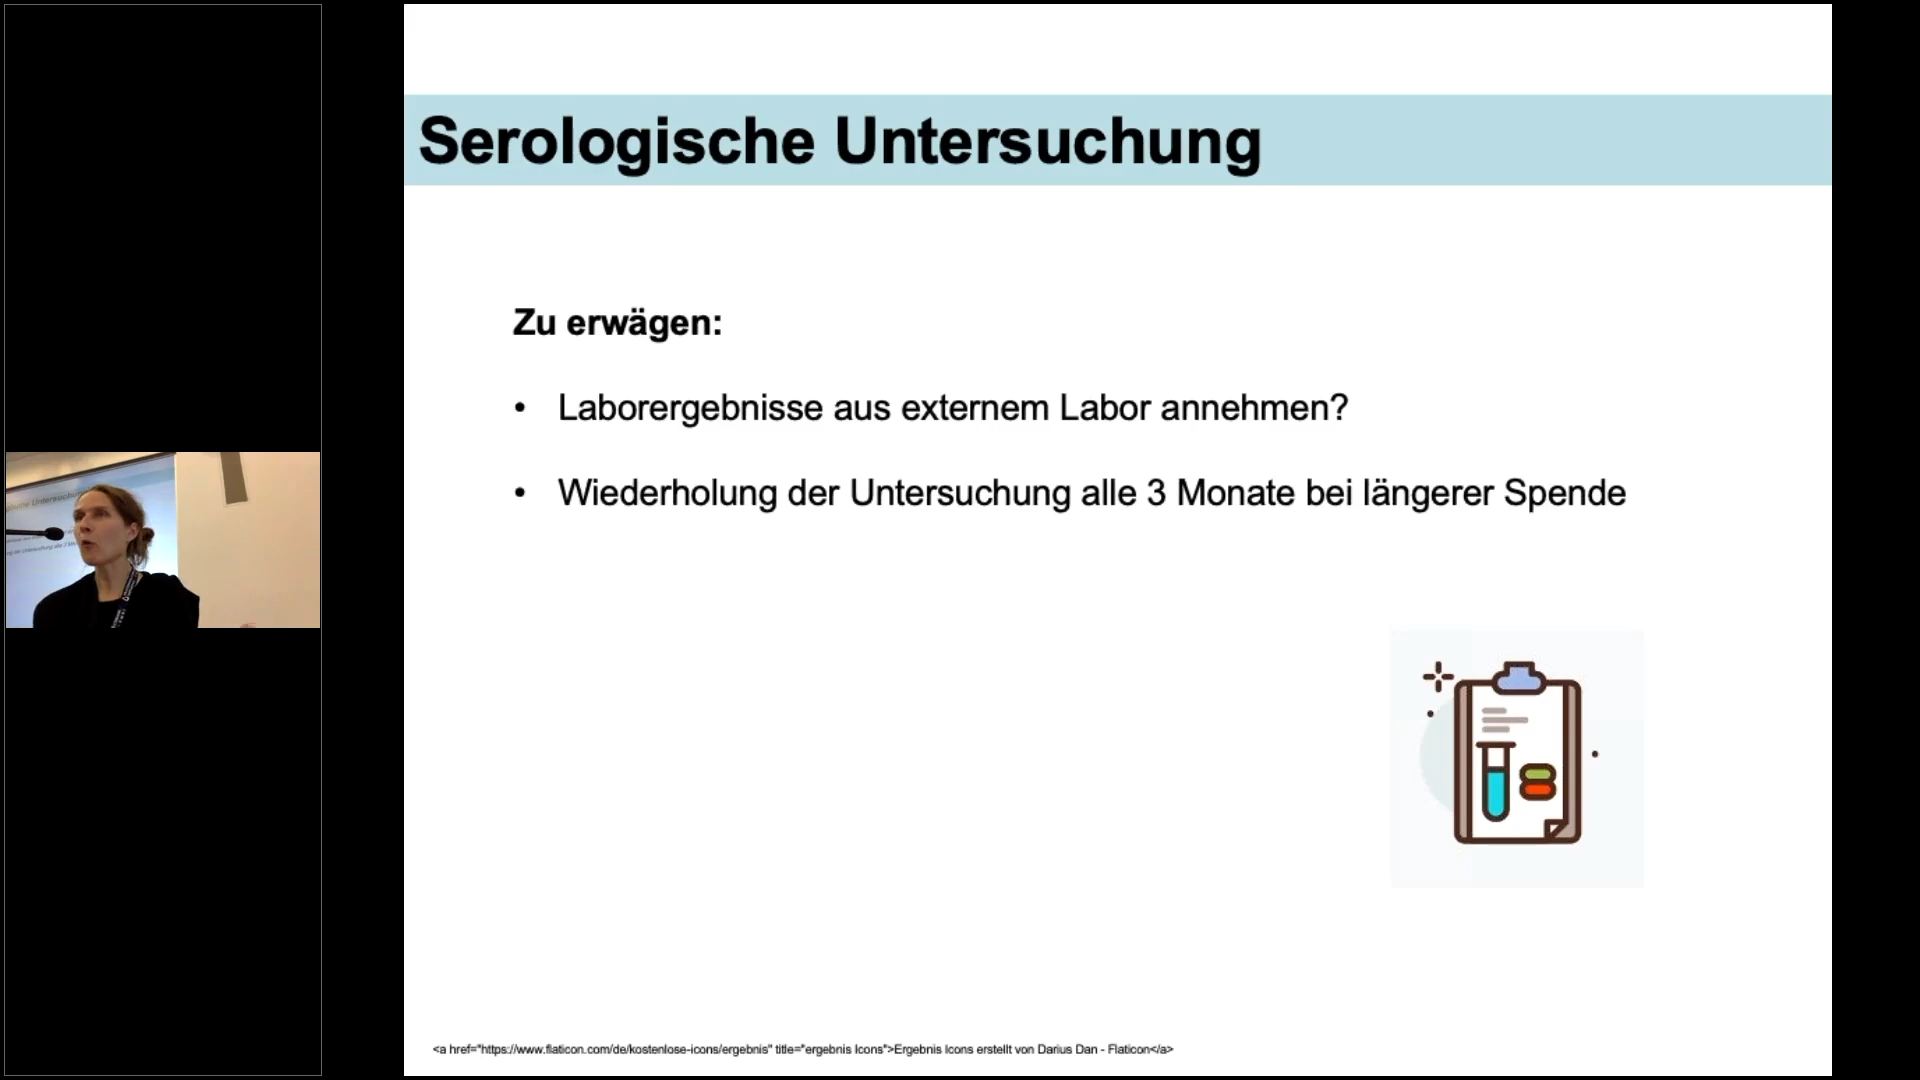 Serologische Untersuchung
Zu erwägen:
• Laborergebnisse aus externem Labor annehmen?
• Wiederholung der Untersuchung alle 3 Monate bei längerer Spende
<a href="https://www.flaticon.com/de/kostenlose-icons/ergebnis" title="ergebnis Icons">Ergebnis Icons erstellt von Darius Dan - Flaticon</a>